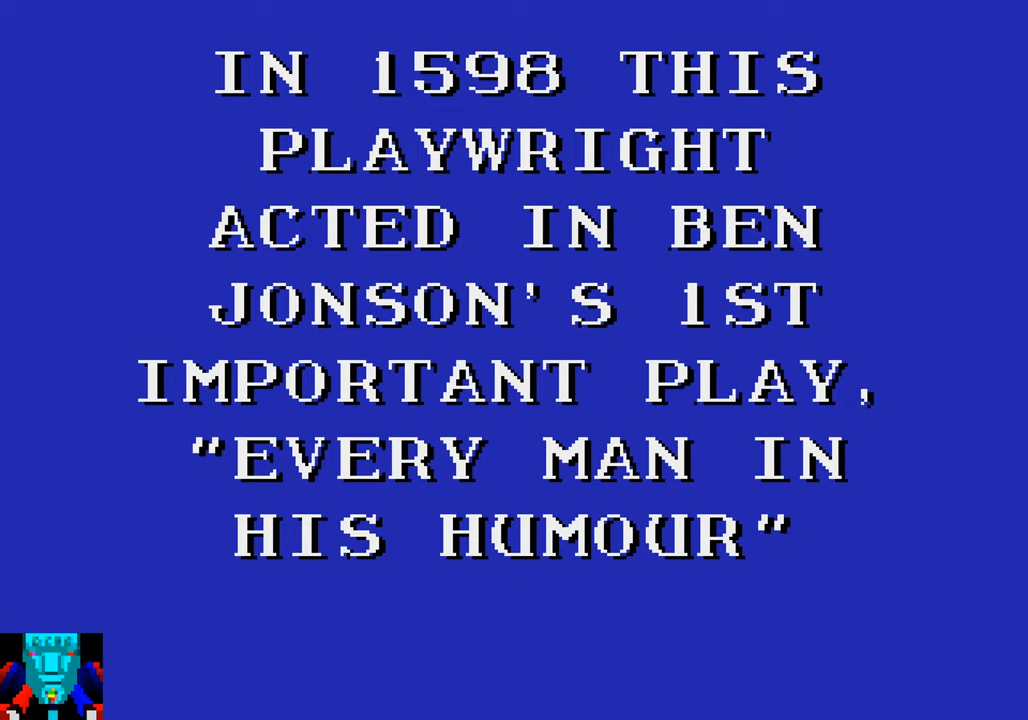 IN 1598 THIS
PLAYWRIGHT
ACTED IN BEN
JONSON'S 1ST
IMPORTANT PLAY,
"EVERY MAN IN
HIS HUMOUR"